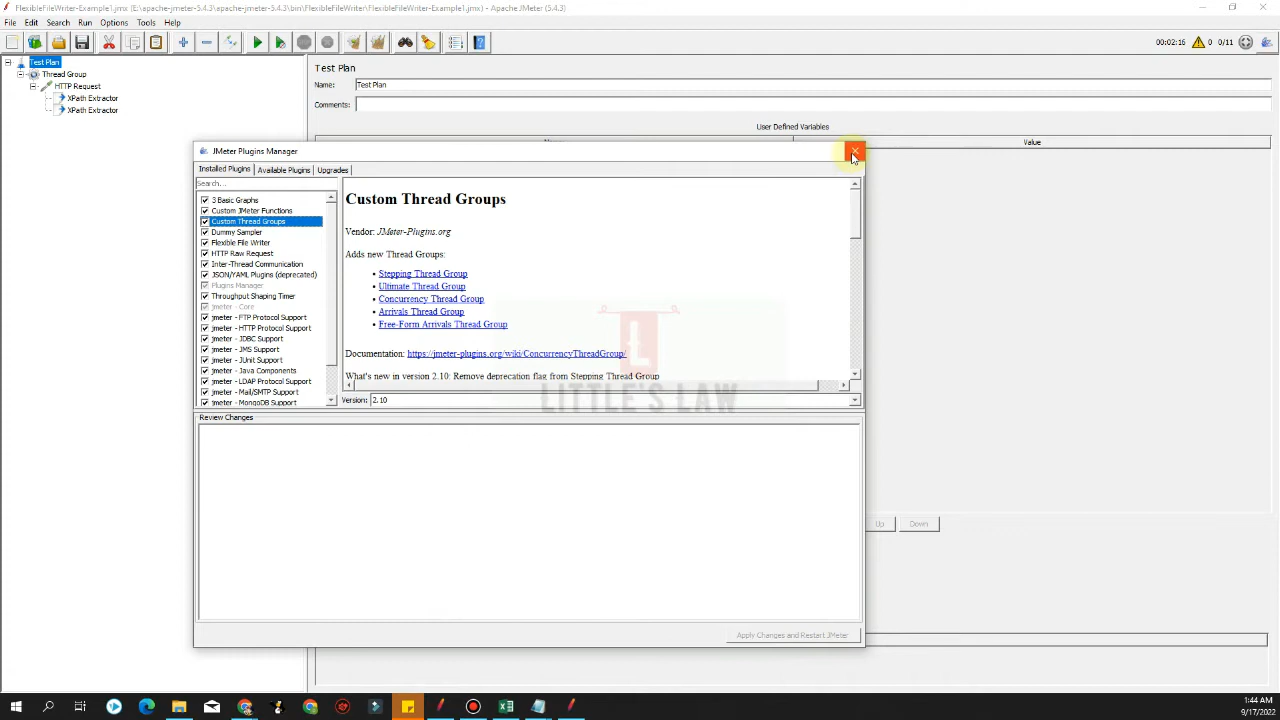 FlexibleFileWriter-Example1.jmx (E:\apache-jmeter-5.4.3\apache-jmeter-5.4.3\bin\FlexibleFileWriter\FlexibleFileWriter-Example1.jmx) - Apache JMeter (5.4.3)
File Edit Search Run Options Tools Help
00:02:16 0 0/11
Test Plan
Thread Group
HTTP Request
XPath Extractor
XPath Extractor
Test Plan
Name: Test Plan
Comments:
User Defined Variables
Value
JMeter Plugins Manager
Installed Plugins Available Plugins Upgrades
Search...
3 Basic Graphs
Custom JMeter Functions
Custom Thread Groups
Dummy Sampler
Flexible File Writer
HTTP Raw Request
Inter-Thread Communication
JSON/YAML Plugins (deprecated)
Plugins Manager
Throughput Shaping Timer
jmeter - Core
jmeter - FTP Protocol Support
jmeter - HTTP Protocol Support
jmeter - JDBC Support
jmeter - JMS Support
jmeter - JUnit Support
jmeter - Java Components
jmeter - LDAP Protocol Support
jmeter - Mail/SMTP Support
jmeter - MongoDB Support
Custom Thread Groups
Vendor: JMeter-Plugins.org
Adds new Thread Groups:
• Stepping Thread Group
• Ultimate Thread Group
• Concurrency Thread Group
• Arrivals Thread Group
• Free-Form Arrivals Thread Group
Documentation: https://jmeter-plugins.org/wiki/ConcurrencyThreadGroup/
What's new in version 2.10: Remove deprecation flag from Stepping Thread Group
Version: 2.10
L
LITTLE'S LAW
Review Changes
Up Down
Apply Changes and Restart JMeter
1:44 AM
9/17/2022